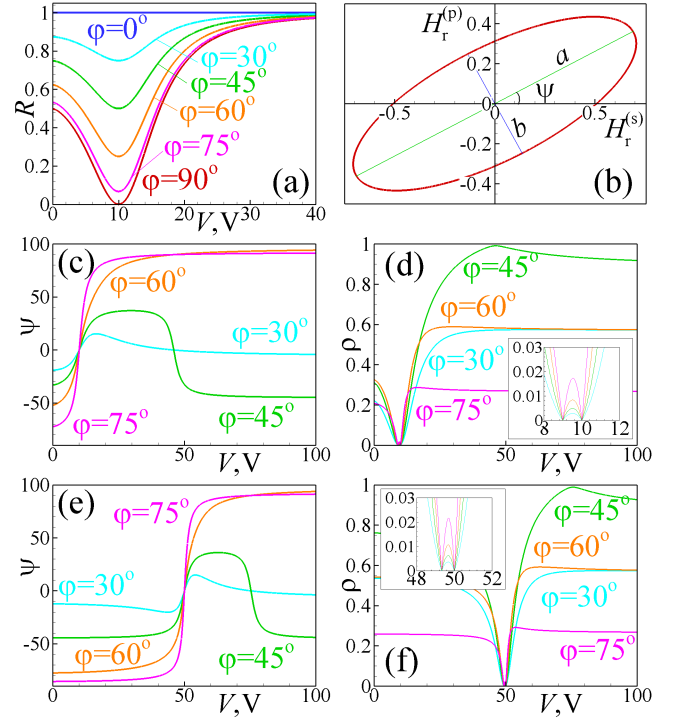 1
0.8
0.6
0.4
0.2
0
R
φ=0°
φ=30°
φ=45°
φ=60°
φ=75°
φ=90°
(a)
0
10
20
30
40
V,V
H_r^(p)
0.4
0.2
-0.2
-0.4
-0.5
0
0.5
a
ψ
b
H_r^(s)
(b)
(c)
100
50
0
-50
ψ
φ=60°
φ=30°
φ=45°
φ=75°
0
50
100
V,V
(d)
1
0.8
0.6
0.4
0.2
0
ρ
φ=45°
φ=60°
φ=30°
φ=75°
0.03
0.02
0.01
0
8
10
12
0
50
100
V,V
(e)
100
50
0
-50
ψ
φ=75°
φ=30°
φ=60°
φ=45°
0
50
100
V,V
1
0.8
0.6
0.4
0.2
0
ρ
0.03
0.02
0.01
0
48
50
52
φ=45°
φ=60°
φ=30°
φ=75°
(f)
0
50
100
V,V